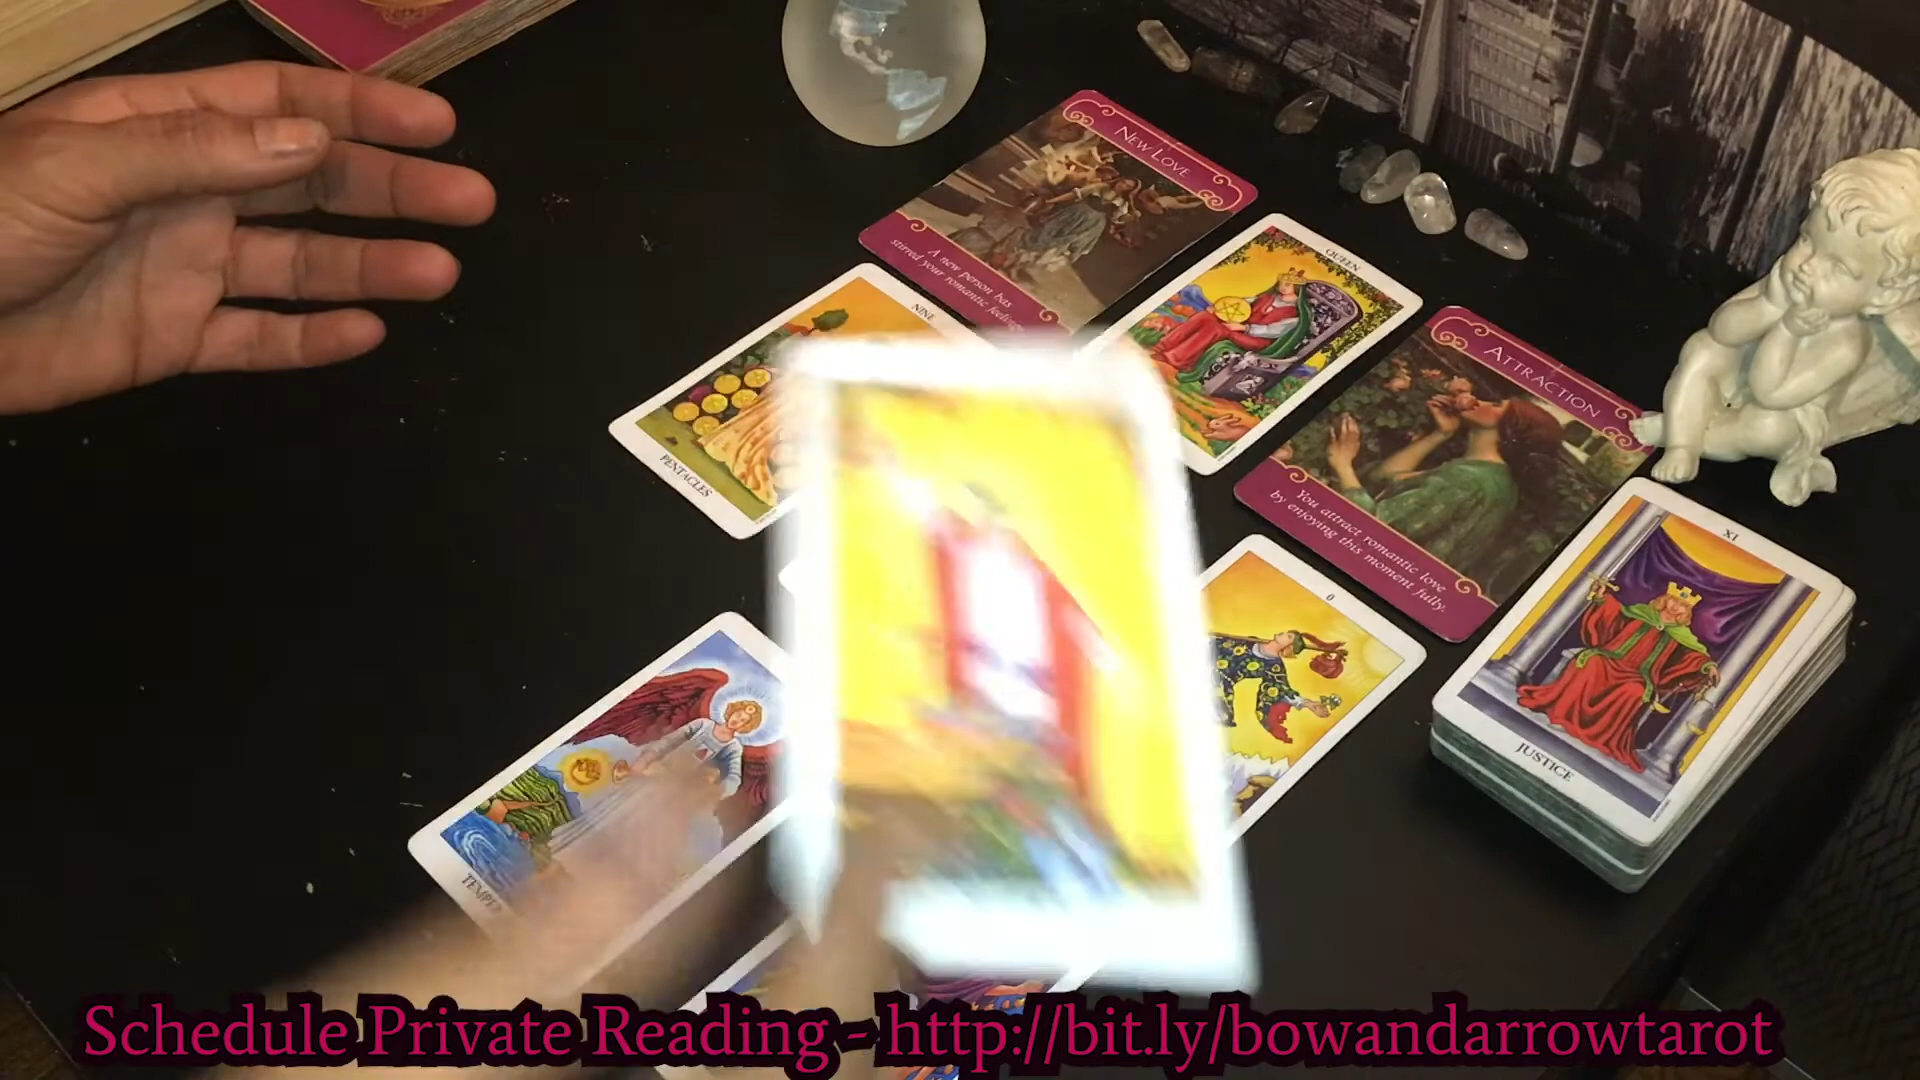 NEW LOVE
A new person has
stirred your romantic feelings
QUEEN
NINE
PENTACLES
ATTRACTION
You attract romantic love
by enjoying this moment
fully.
0
XI
JUSTICE
Schedule Private Reading - http://bit.ly/bowandarrowtarot